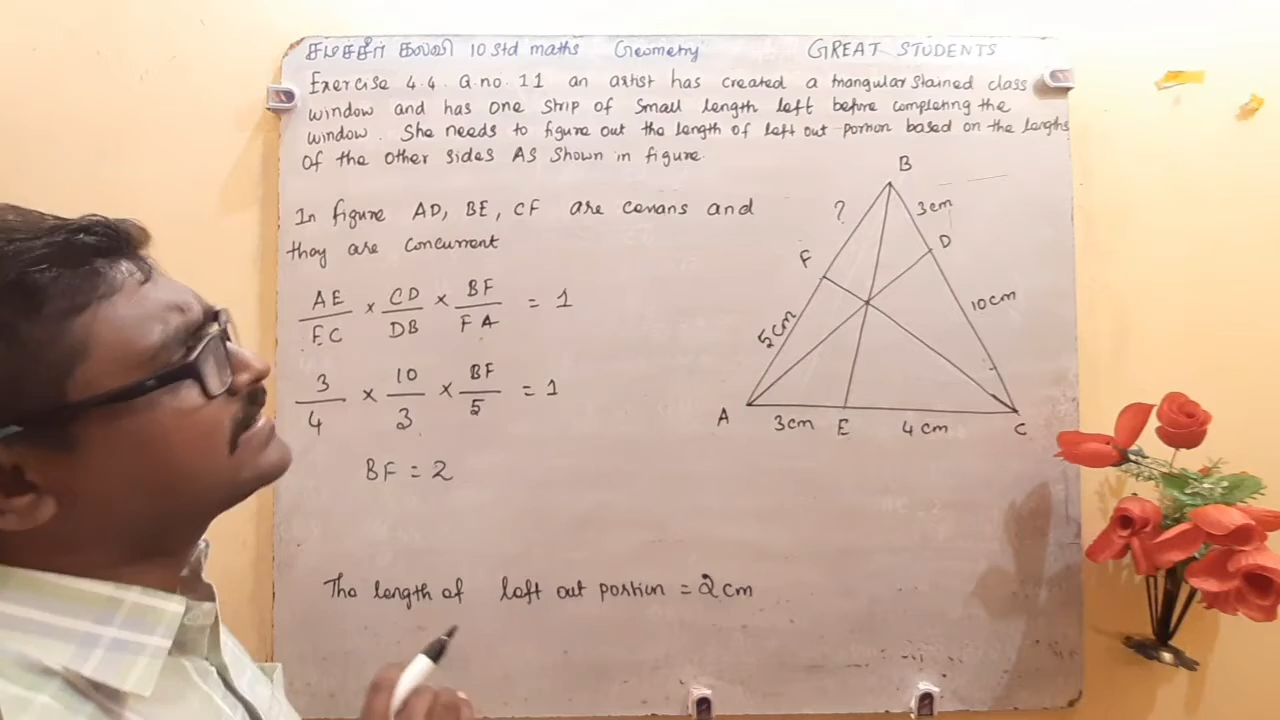 சமச்சீர் கல்வி 10 Std maths Geometry GREAT STUDENTS
Exercise 4.4. Q.no. 11 an artist has created a triangular stained class
window and has one strip of small length left before completing the
window. She needs to figure out the length of left out portion based on the lengths
of the other sides As shown in figure.
In figure AD, BE, CF are cevans and
they are concurrent
AE/EC × CD/DB × BF/FA = 1
3/4 × 10/3 × BF/5 = 1
BF = 2
The length of left out portion = 2cm
B
?
3cm
F
D
5cm
10cm
A
3cm
E
4cm
C